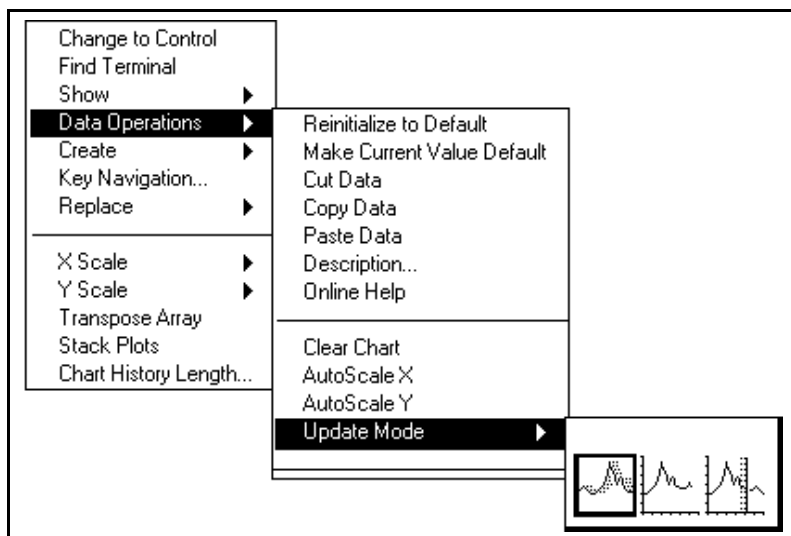 Change to Control
Find Terminal
Show
Data Operations
Create
Key Navigation...
Replace
X Scale
Y Scale
Transpose Array
Stack Plots
Chart History Length...
Reinitialize to Default
Make Current Value Default
Cut Data
Copy Data
Paste Data
Description...
Online Help
Clear Chart
AutoScale X
AutoScale Y
Update Mode